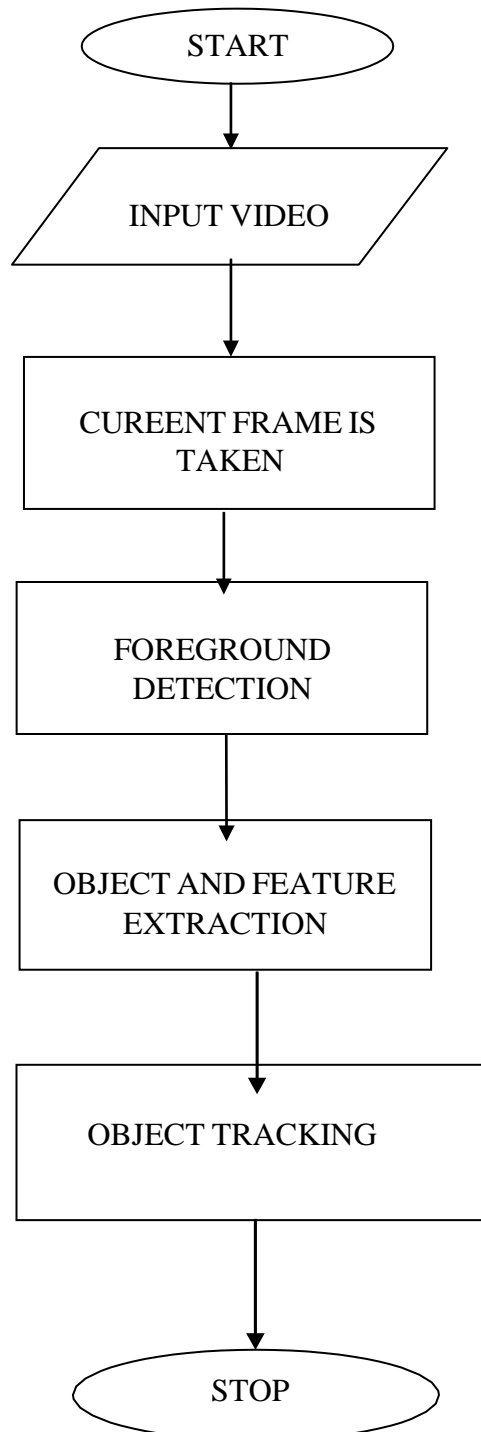 START
INPUT VIDEO
CUREENT FRAME IS
TAKEN
FOREGROUND
DETECTION
OBJECT AND FEATURE
EXTRACTION
OBJECT TRACKING
STOP